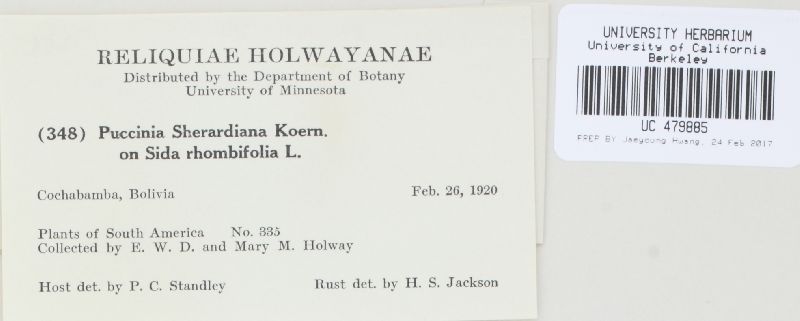 RELIQUIAE HOLWAYANAE
Distributed by the Department of Botany
University of Minnesota
(348) Puccinia Sherardiana Koern.
on Sida rhombifolia L.
Cochabamba, Bolivia Feb. 26, 1920
Plants of South America No. 335
Collected by E. W. D. and Mary M. Holway
Host det. by P. C. Standley Rust det. by H. S. Jackson
UNIVERSITY HERBARIUM
University of California
Berkeley
UC 479885
PREP BY Jaeyoung Hwang, 24 Feb 2017